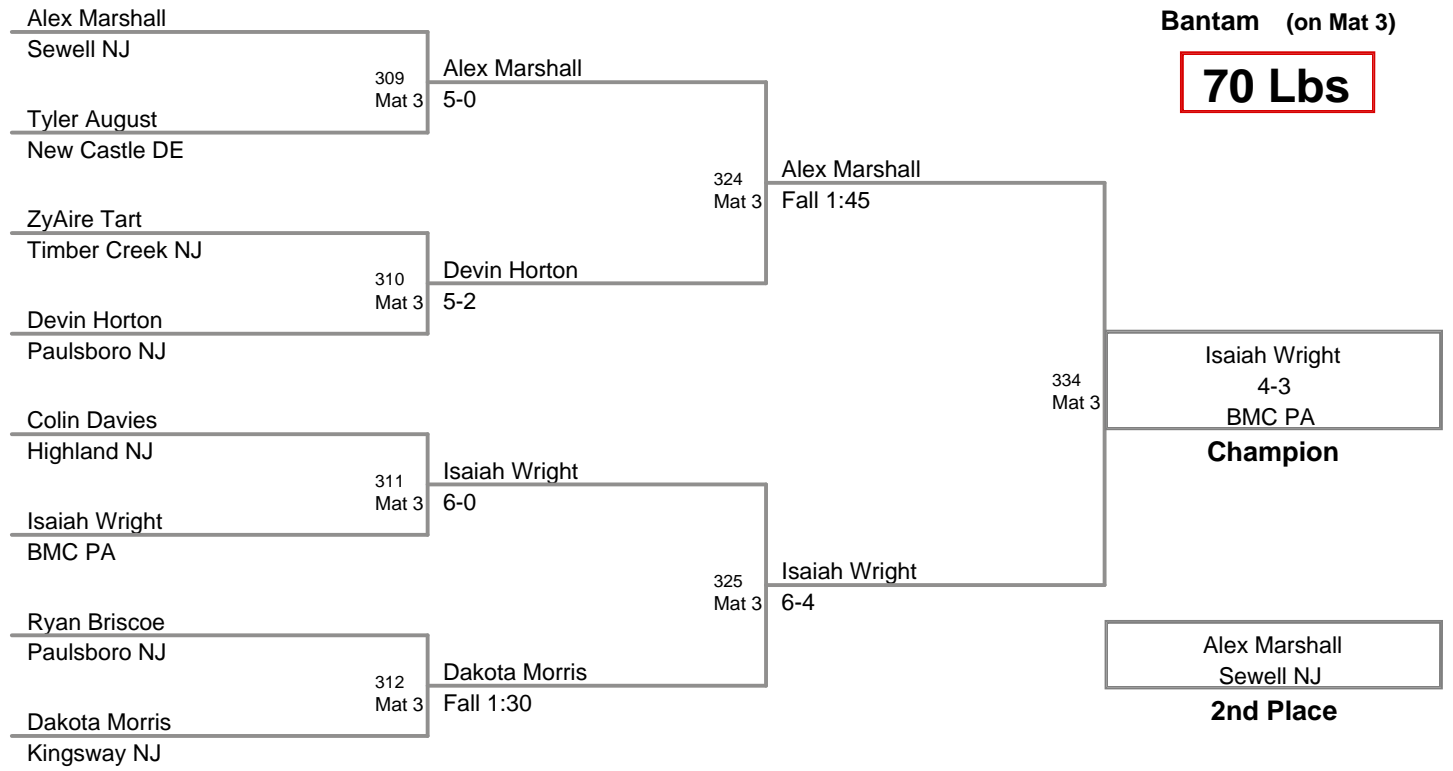 Bantam (on Mat 3)
70 Lbs
Alex Marshall
Sewell NJ
309
Mat 3
Alex Marshall
5-0
Tyler August
New Castle DE
324
Mat 3
Alex Marshall
Fall 1:45
ZyAire Tart
Timber Creek NJ
310
Mat 3
Devin Horton
5-2
Devin Horton
Paulsboro NJ
334
Mat 3
Isaiah Wright
4-3
BMC PA
Champion
Colin Davies
Highland NJ
311
Mat 3
Isaiah Wright
6-0
Isaiah Wright
BMC PA
325
Mat 3
Isaiah Wright
6-4
Ryan Briscoe
Paulsboro NJ
312
Mat 3
Dakota Morris
Fall 1:30
Dakota Morris
Kingsway NJ
Alex Marshall
Sewell NJ
2nd Place